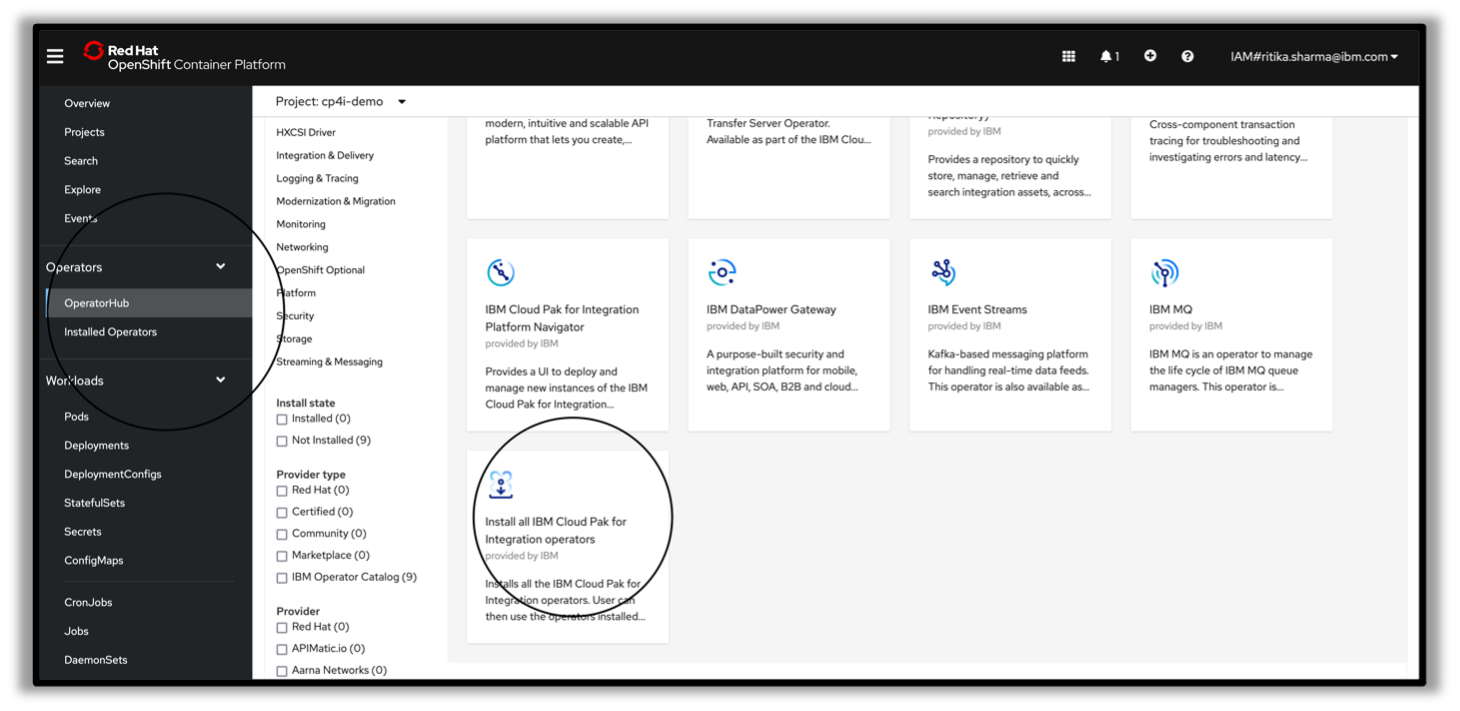 Red Hat
OpenShift Container Platform
1
IAM#ritika.sharma@ibm.com
Overview
Projects
Search
Explore
Events
Operators
OperatorHub
Installed Operators
Workloads
Pods
Deployments
DeploymentConfigs
StatefulSets
Secrets
ConfigMaps
CronJobs
Jobs
DaemonSets
Project: cp4i-demo
HXCSI Driver
Integration & Delivery
Logging & Tracing
Modernization & Migration
Monitoring
Networking
OpenShift Optional
Platform
Security
Storage
Streaming & Messaging
Install state
Installed (0)
Not Installed (9)
Provider type
Red Hat (0)
Certified (0)
Community (0)
Marketplace (0)
IBM Operator Catalog (9)
Provider
Red Hat (0)
APIMatic.io (0)
Aarna Networks (0)
modern, intuitive and scalable API
platform that lets you create,...
Transfer Server Operator.
Available as part of the IBM Clou...
Repository)
provided by IBM
Provides a repository to quickly
store, manage, retrieve and
search integration assets, across...
Cross-component transaction
tracing for troubleshooting and
investigating errors and latency...
IBM Cloud Pak for Integration
Platform Navigator
provided by IBM
Provides a UI to deploy and
manage new instances of the IBM
Cloud Pak for Integration...
IBM DataPower Gateway
provided by IBM
A purpose-built security and
integration platform for mobile,
web, API, SOA, B2B and cloud...
IBM Event Streams
provided by IBM
Kafka-based messaging platform
for handling real-time data feeds.
This operator is also available as...
IBM MQ
provided by IBM
IBM MQ is an operator to manage
the life cycle of IBM MQ queue
managers. This operator is...
Install all IBM Cloud Pak for
Integration operators
provided by IBM
Installs all the IBM Cloud Pak for
Integration operators. User can
then use the operators installed...